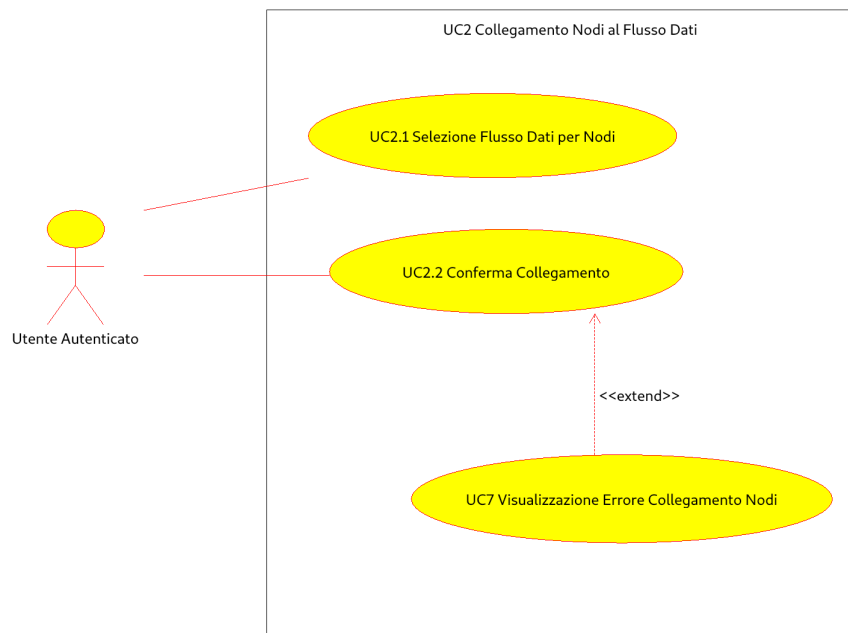 UC2 Collegamento Nodi al Flusso Dati
UC2.1 Selezione Flusso Dati per Nodi
UC2.2 Conferma Collegamento
Utente Autenticato
<<extend>>
UC7 Visualizzazione Errore Collegamento Nodi